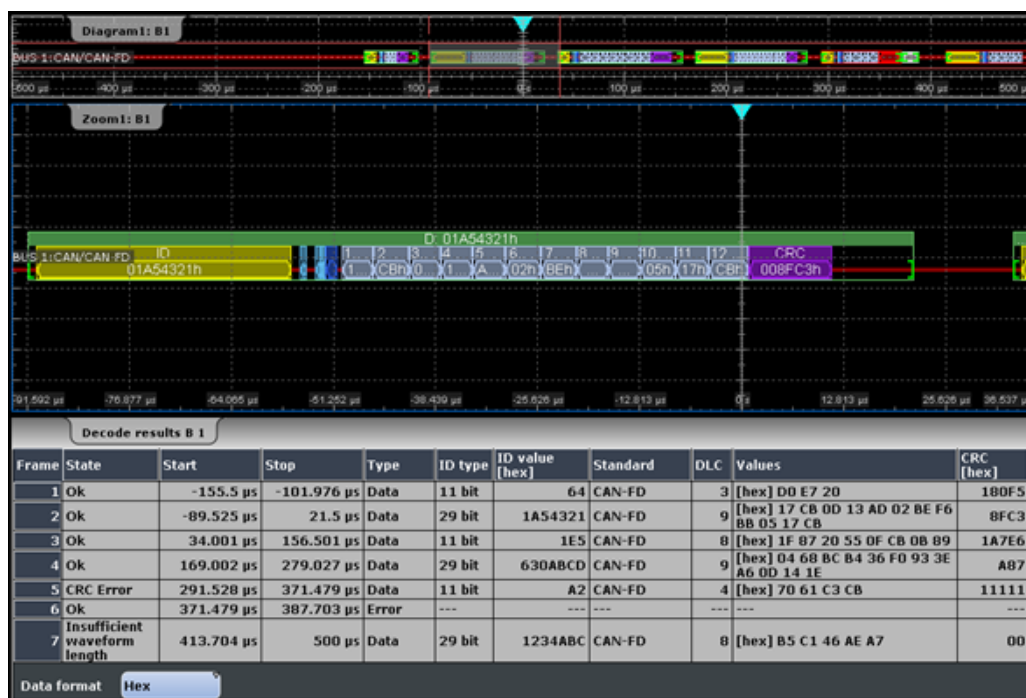 Diagram1: B1
BUS 1:CAN/CAN-FD
-400 µs -300 µs -200 µs -100 µs 0 s 100 µs 200 µs 300 µs 400 µs
Zoom1: B1
D: 01A54321h
BUS 1:CAN/CAN-FD ID 1... 2 3 4 5 6... 7 8 9 10 11 12 CRC
01A54321h (1 CBh 0 1 A 02h BEh 05h 17h CBh 008FC3h
-91.592 µs -76.877 µs -64.065 µs -51.252 µs -38.439 µs -25.626 µs -12.813 µs 0 s 12.813 µs 25.626 µs 36.537 µ
Decode results B 1
Frame State Start Stop Type ID type ID value [hex] Standard DLC Values CRC [hex]
1 Ok -155.5 µs -101.976 µs Data 11 bit 64 CAN-FD 3 [hex] D0 E7 20 180F5
2 Ok -89.525 µs 21.5 µs Data 29 bit 1A54321 CAN-FD 9 [hex] 17 CB 0D 13 AD 02 BE F6 BB 05 17 CB 8FC3
3 Ok 34.001 µs 156.501 µs Data 11 bit 1E5 CAN-FD 8 [hex] 1F 87 20 55 0F CB 0B 89 1A7E6
4 Ok 169.002 µs 279.027 µs Data 29 bit 630ABCD CAN-FD 9 [hex] 04 68 BC B4 36 F0 93 3E A6 0D 14 1E A87
5 CRC Error 291.528 µs 371.479 µs Data 11 bit A2 CAN-FD 4 [hex] 70 61 C3 CB 11111
6 Ok 371.479 µs 387.703 µs Error --- --- --- --- --- ---
7 Insufficient waveform length 413.704 µs 500 µs Data 29 bit 1234ABC CAN-FD 8 [hex] B5 C1 46 AE A7 00
Data format Hex